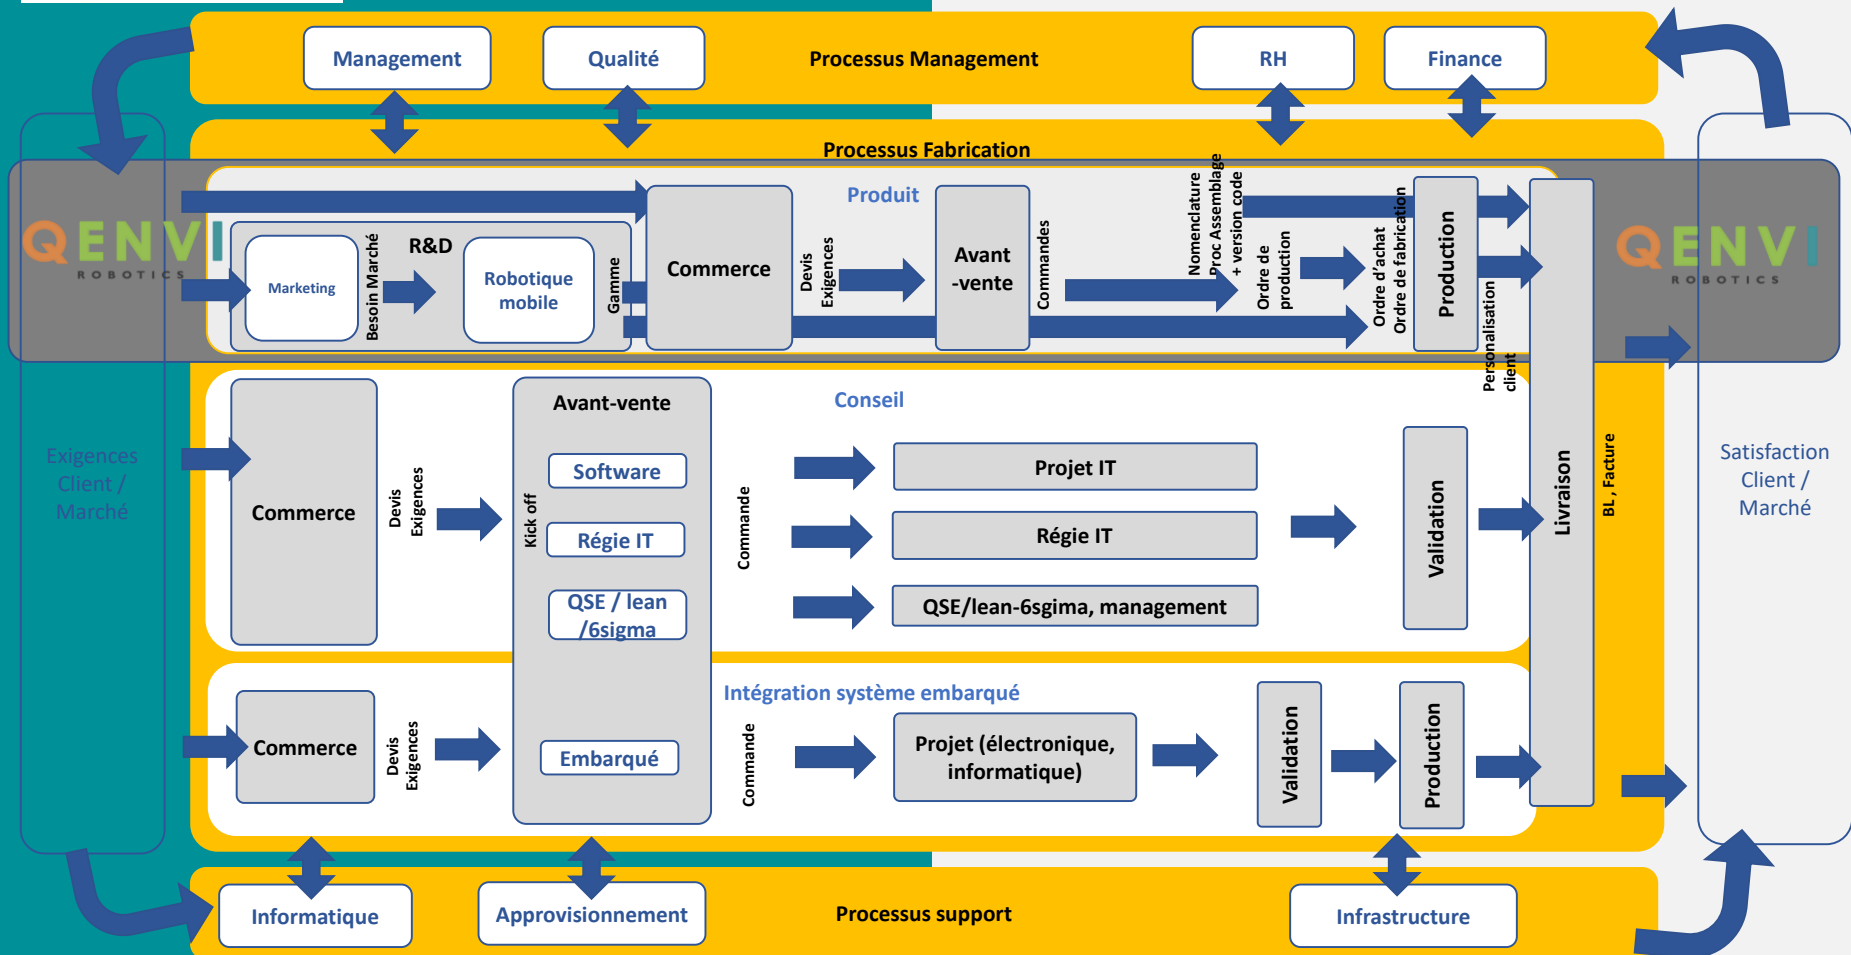 Management
Qualité
Processus Management
RH
Finance
Processus Fabrication
Produit
QENVI
ROBOTICS
Marketing
Besoin Marché
R&D
Robotique
mobile
Gamme
Commerce
Devis
Exigences
Avant
-vente
Commandes
Nomenclature
Proc Assemblage
+ version code
Ordre de
production
Ordre d'achat
Ordre de fabrication
Production
Personalisation
client
QENVI
ROBOTICS
Exigences
Client /
Marché
Commerce
Devis
Exigences
Avant-vente
Kick off
Software
Régie IT
QSE / lean
/6sigma
Embarqué
Conseil
Commande
Projet IT
Régie IT
QSE/lean-6sgima, management
Validation
Livraison
BL , Facture
Satisfaction
Client /
Marché
Intégration système embarqué
Commerce
Devis
Exigences
Commande
Projet (électronique,
informatique)
Validation
Production
Informatique
Approvisionnement
Processus support
Infrastructure